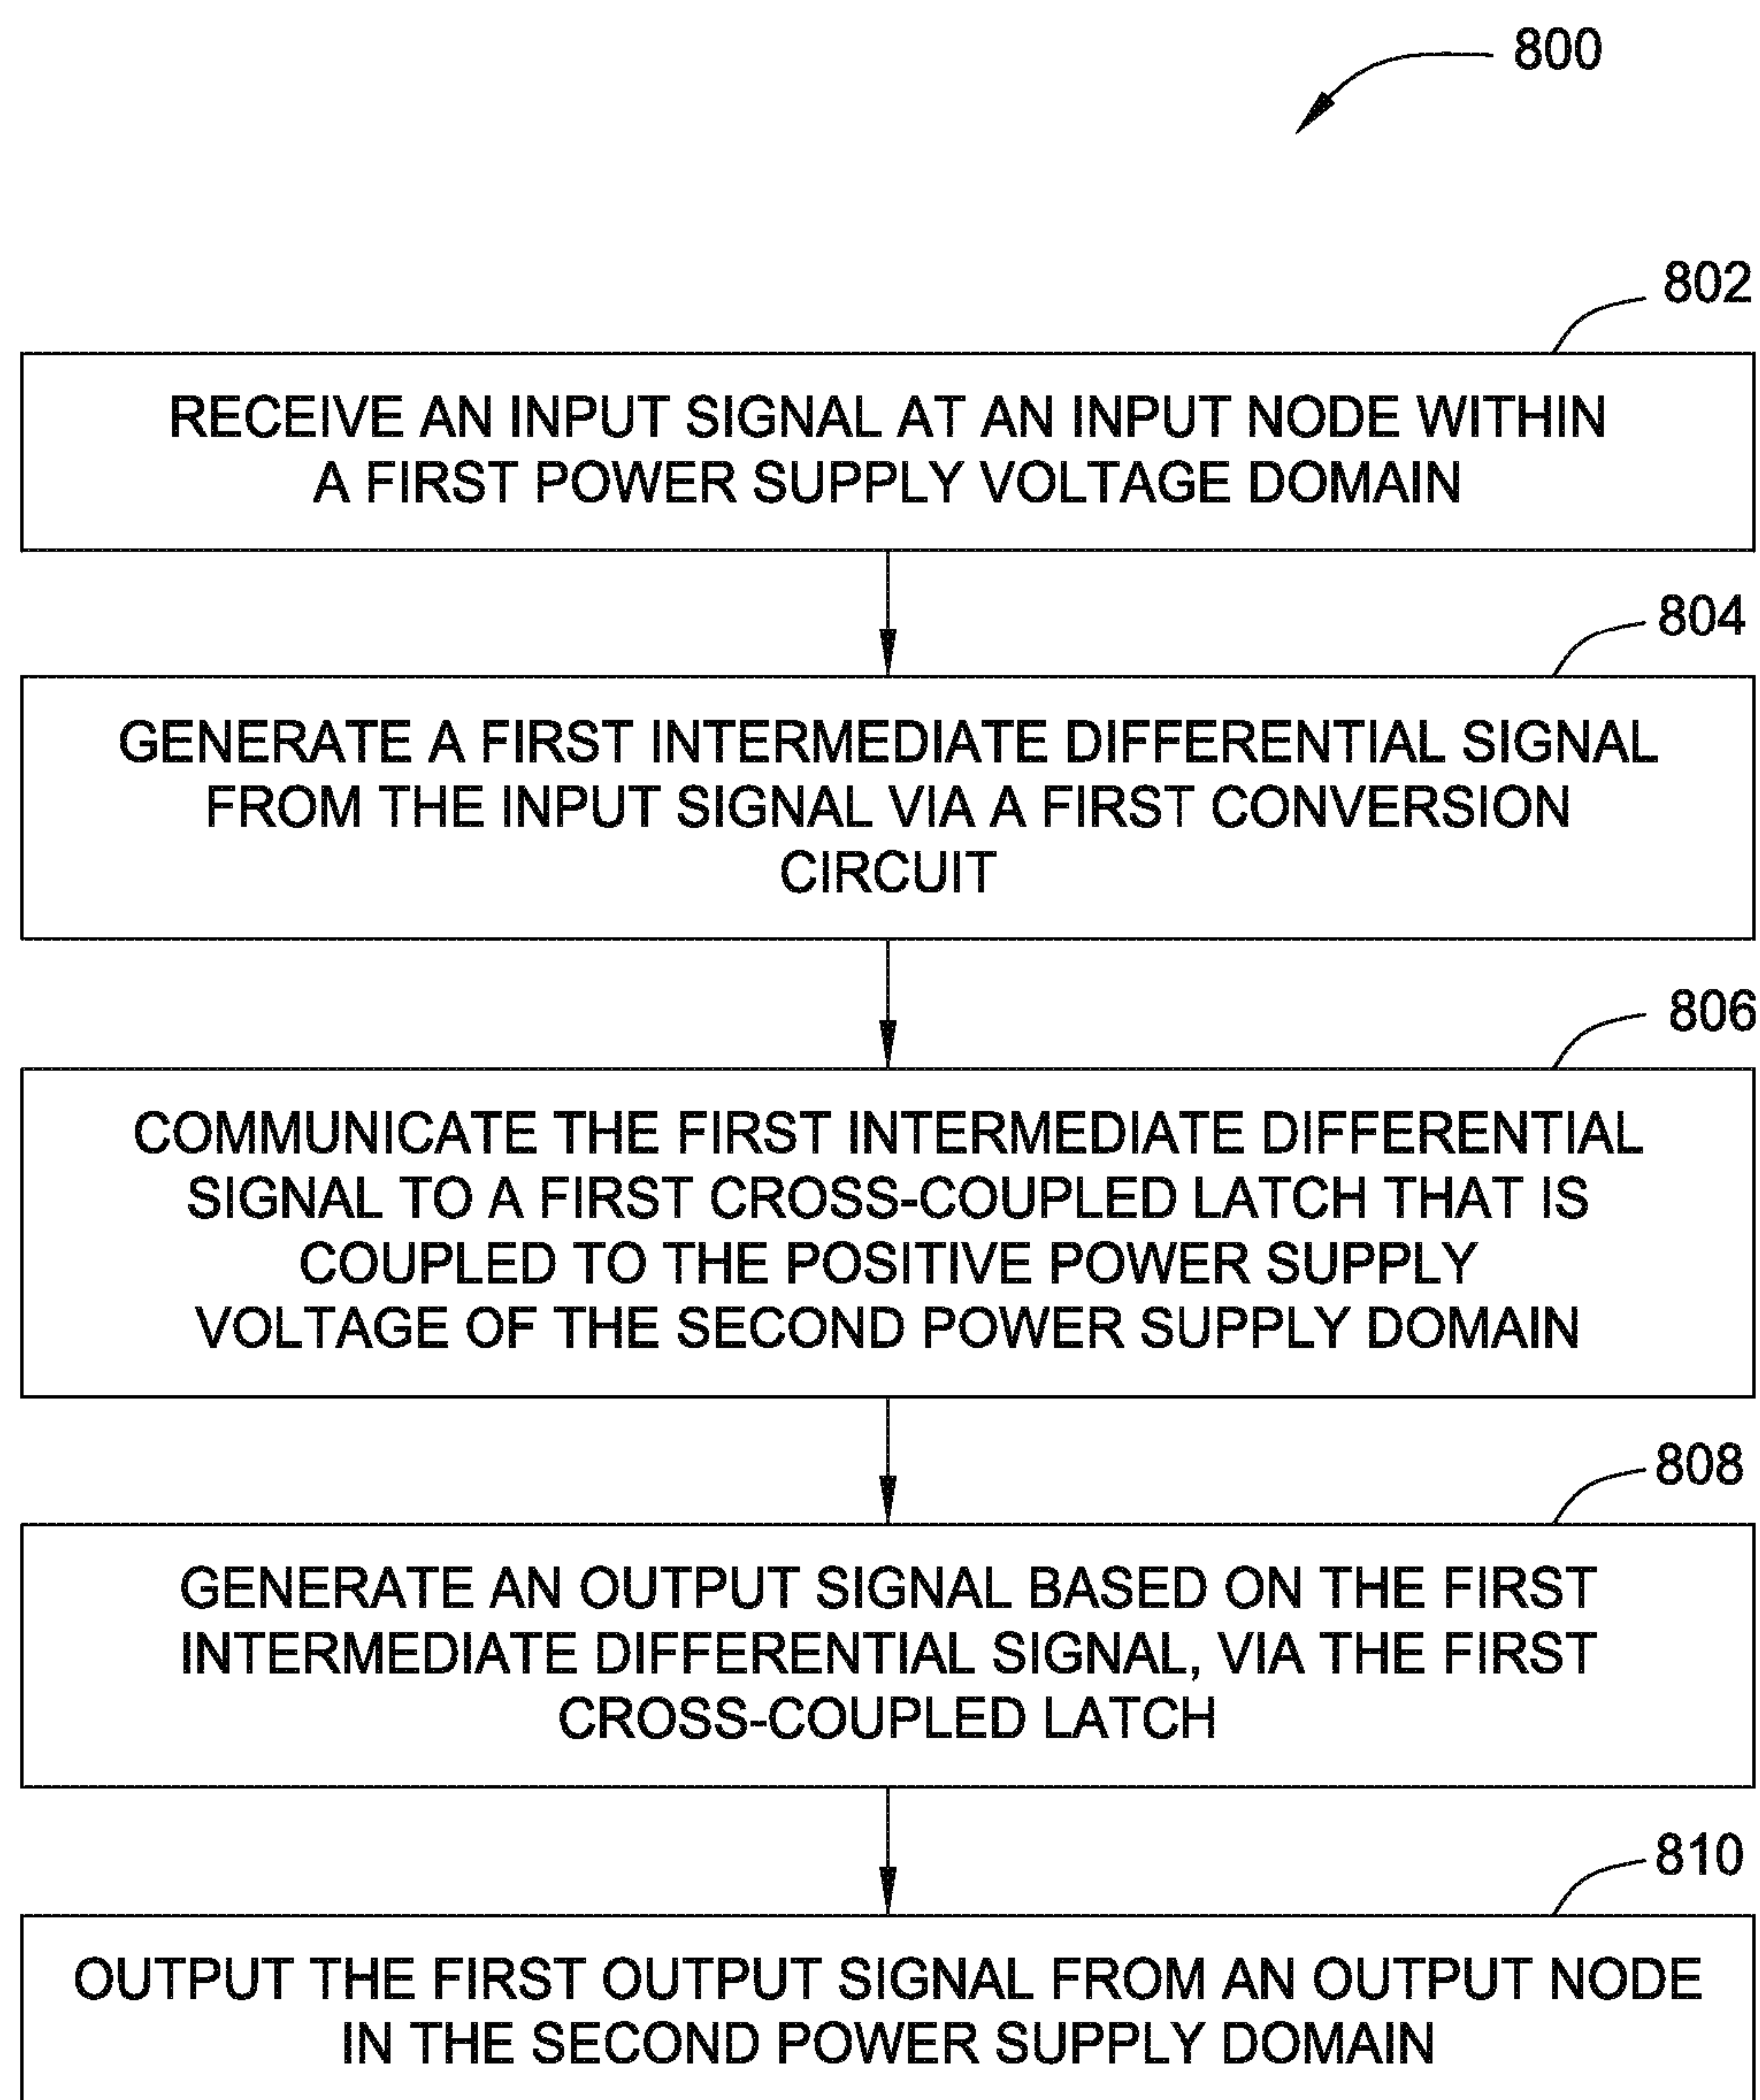 800
802
RECEIVE AN INPUT SIGNAL AT AN INPUT NODE WITHIN
A FIRST POWER SUPPLY VOLTAGE DOMAIN
804
GENERATE A FIRST INTERMEDIATE DIFFERENTIAL SIGNAL
FROM THE INPUT SIGNAL VIA A FIRST CONVERSION
CIRCUIT
806
COMMUNICATE THE FIRST INTERMEDIATE DIFFERENTIAL
SIGNAL TO A FIRST CROSS-COUPLED LATCH THAT IS
COUPLED TO THE POSITIVE POWER SUPPLY
VOLTAGE OF THE SECOND POWER SUPPLY DOMAIN
808
GENERATE AN OUTPUT SIGNAL BASED ON THE FIRST
INTERMEDIATE DIFFERENTIAL SIGNAL, VIA THE FIRST
CROSS-COUPLED LATCH
810
OUTPUT THE FIRST OUTPUT SIGNAL FROM AN OUTPUT NODE
IN THE SECOND POWER SUPPLY DOMAIN